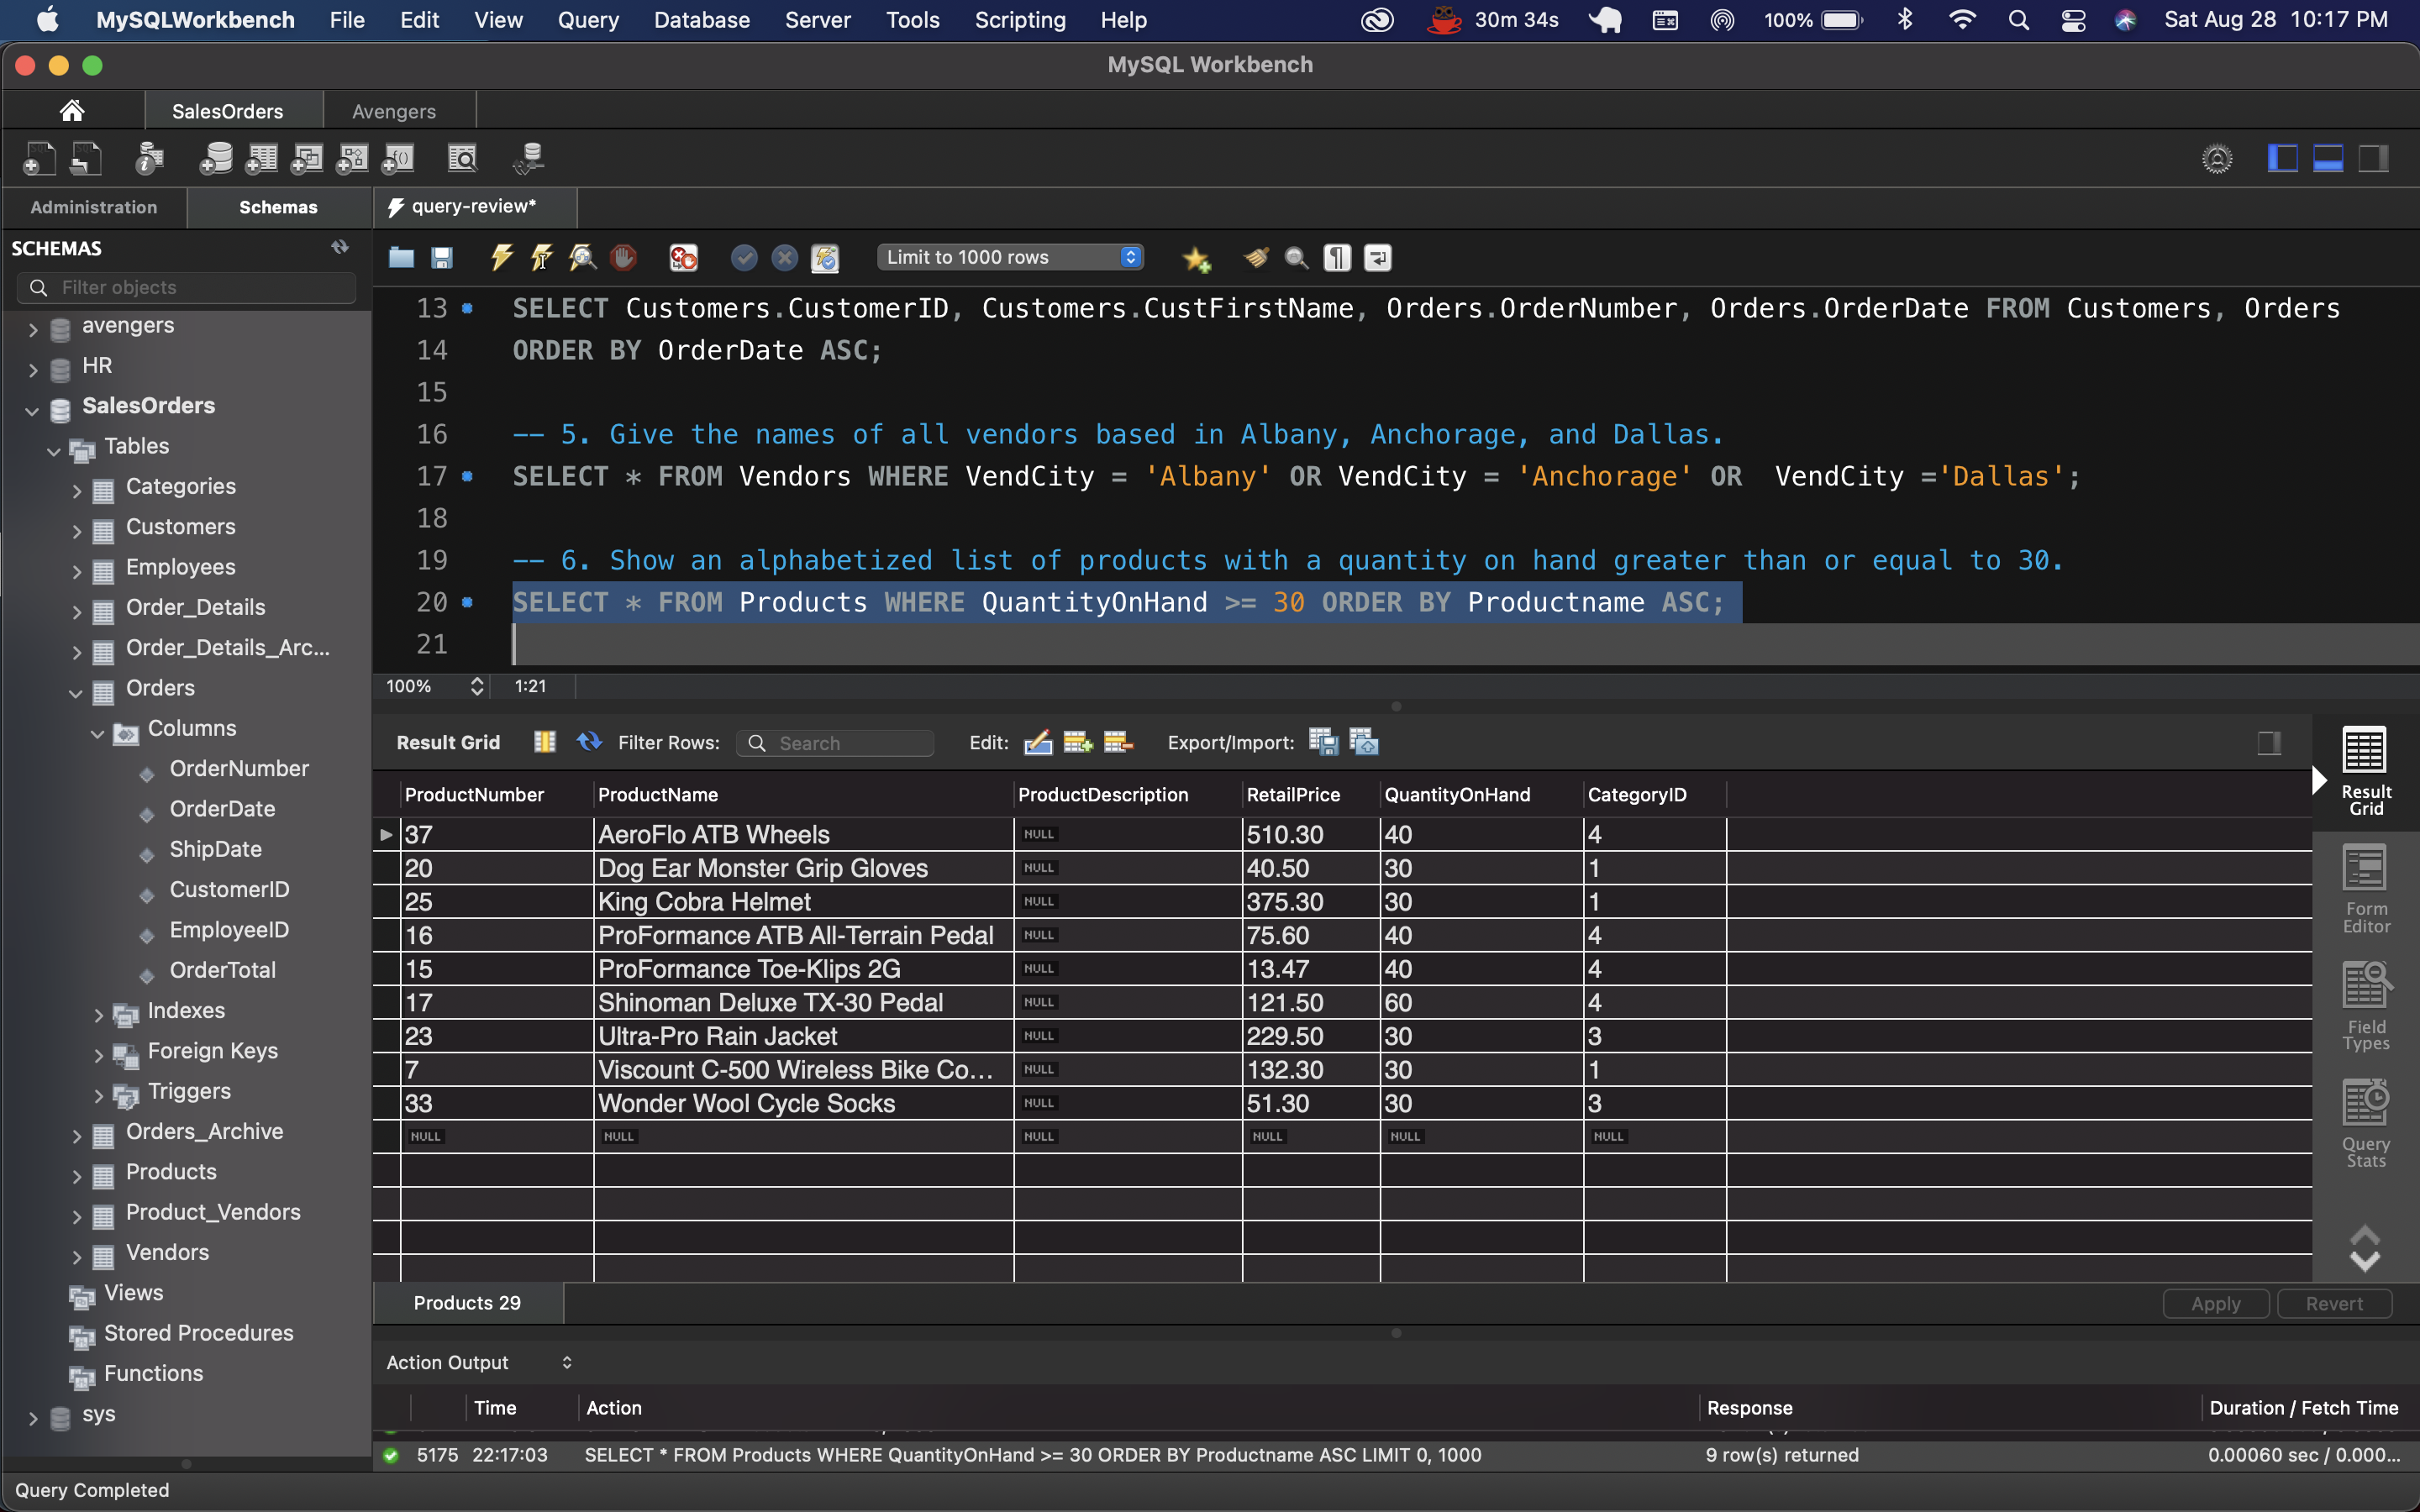 MySQLWorkbench File Edit View Query Database Server Tools Scripting Help 30m 34s 100% Sat Aug 28 10:17 PM
MySQL Workbench
SalesOrders Avengers
Administration Schemas query-review*
SCHEMAS
Filter objects
Limit to 1000 rows
avengers
HR
SalesOrders
Tables
Categories
Customers
Employees
Order_Details
Order_Details_Arc...
Orders
Columns
OrderNumber
OrderDate
ShipDate
CustomerID
EmployeeID
OrderTotal
Indexes
Foreign Keys
Triggers
Orders_Archive
Products
Product_Vendors
Vendors
Views
Stored Procedures
Functions
sys
13 SELECT Customers.CustomerID, Customers.CustFirstName, Orders.OrderNumber, Orders.OrderDate FROM Customers, Orders
14 ORDER BY OrderDate ASC;
15
16 -- 5. Give the names of all vendors based in Albany, Anchorage, and Dallas.
17 SELECT * FROM Vendors WHERE VendCity = 'Albany' OR VendCity = 'Anchorage' OR  VendCity ='Dallas';
18
19 -- 6. Show an alphabetized list of products with a quantity on hand greater than or equal to 30.
20 SELECT * FROM Products WHERE QuantityOnHand >= 30 ORDER BY Productname ASC;
21
100% 1:21
Result Grid Filter Rows: Search Edit: Export/Import:
ProductNumber ProductName ProductDescription RetailPrice QuantityOnHand CategoryID
37 AeroFlo ATB Wheels NULL 510.30 40 4
20 Dog Ear Monster Grip Gloves NULL 40.50 30 1
25 King Cobra Helmet NULL 375.30 30 1
16 ProFormance ATB All-Terrain Pedal NULL 75.60 40 4
15 ProFormance Toe-Klips 2G NULL 13.47 40 4
17 Shinoman Deluxe TX-30 Pedal NULL 121.50 60 4
23 Ultra-Pro Rain Jacket NULL 229.50 30 3
7 Viscount C-500 Wireless Bike Co... NULL 132.30 30 1
33 Wonder Wool Cycle Socks NULL 51.30 30 3
NULL NULL NULL NULL NULL NULL
Result
Grid
Form
Editor
Field
Types
Query
Stats
Products 29 Apply Revert
Action Output
Time Action Response Duration / Fetch Time
5175 22:17:03 SELECT * FROM Products WHERE QuantityOnHand >= 30 ORDER BY Productname ASC LIMIT 0, 1000 9 row(s) returned 0.00060 sec / 0.000...
Query Completed